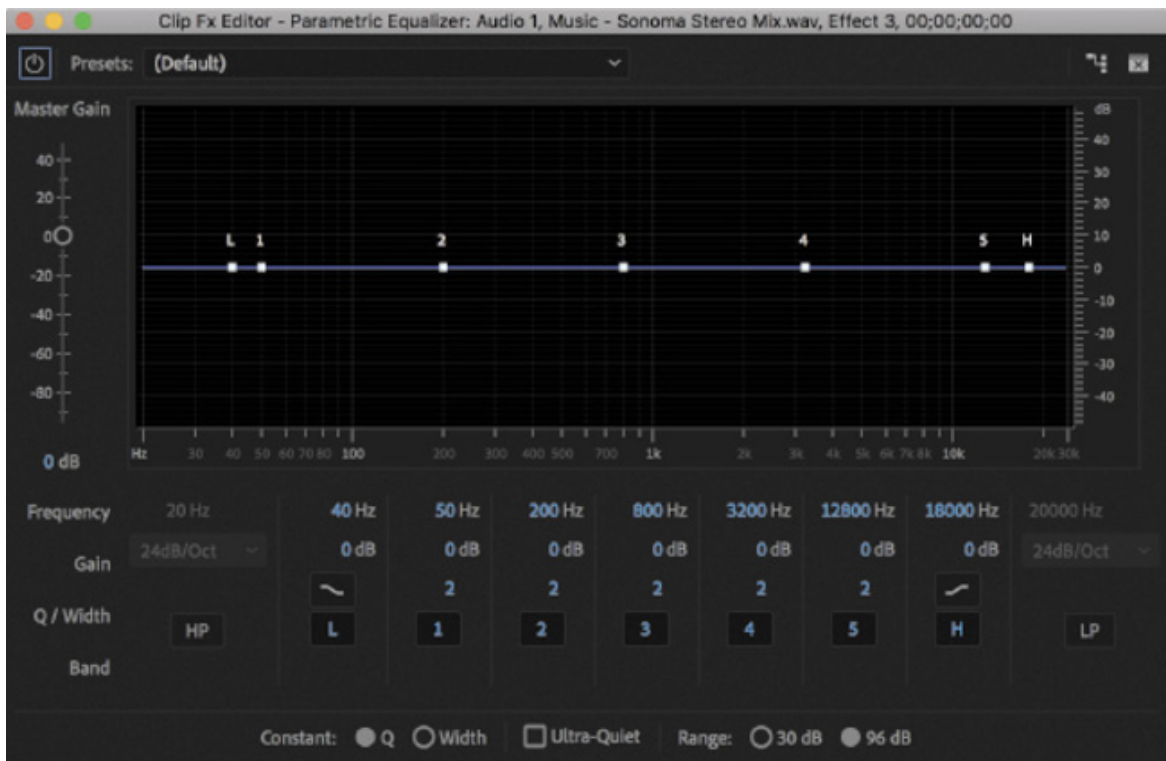 Clip Fx Editor - Parametric Equalizer: Audio 1, Music - Sonoma Stereo Mix.wav, Effect 3, 00;00;00;00
Presets: (Default)
Master Gain
40
20
0
-20
-40
-60
-80
0 dB
L 1 2 3 4 5 H
dB
40
30
20
10
0
-10
-20
-30
-40
Hz 30 40 50 60 70 80 100 200 300 400 500 700 1k 2k 3k 4k 5k 6k 7k 8k 10k 20k 30k
Frequency 20 Hz 40 Hz 50 Hz 200 Hz 800 Hz 3200 Hz 12800 Hz 18000 Hz 20000 Hz
Gain 24dB/Oct 0 dB 0 dB 0 dB 0 dB 0 dB 0 dB 0 dB 24dB/Oct
Q / Width 2 2 2 2 2
Band HP L 1 2 3 4 5 H LP
Constant: Q Width Ultra-Quiet Range: 30 dB 96 dB